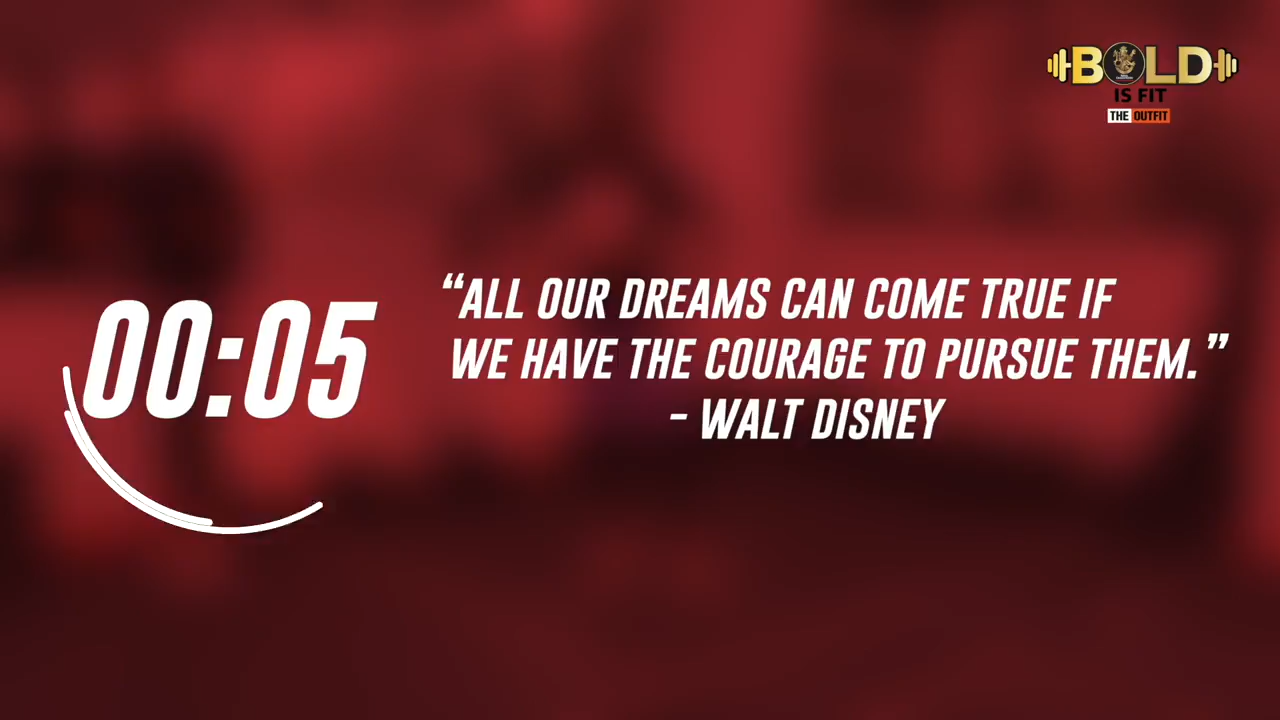 BOLD
IS FIT
THE OUTFIT
00:05
“ALL OUR DREAMS CAN COME TRUE IF
WE HAVE THE COURAGE TO PURSUE THEM.”
- WALT DISNEY